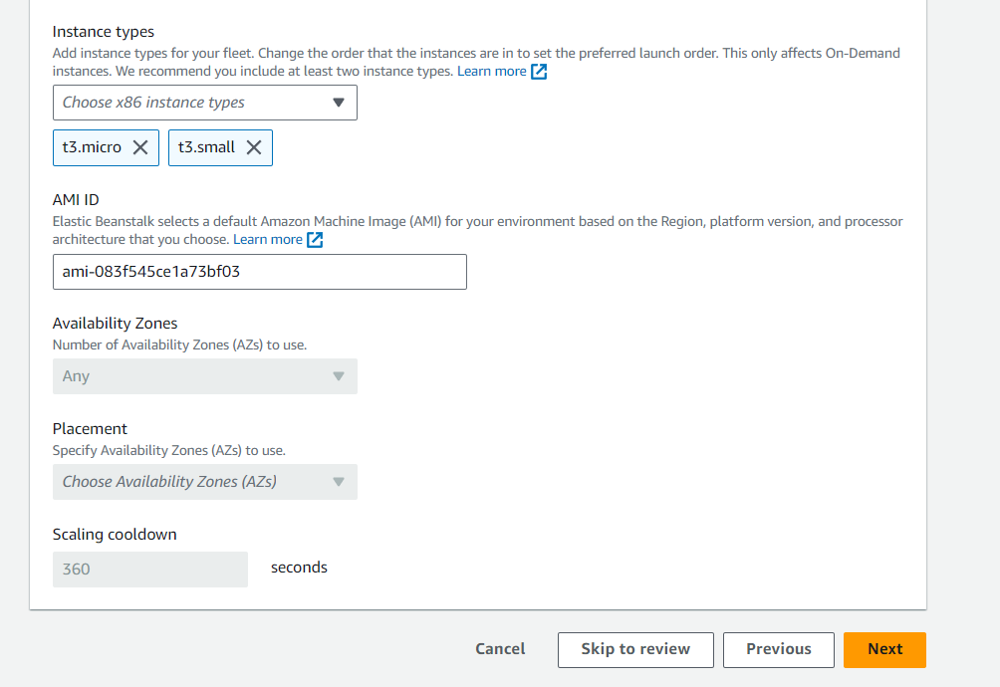 Instance types
Add instance types for your fleet. Change the order that the instances are in to set the preferred launch order. This only affects On-Demand
instances. We recommend you include at least two instance types. Learn more
Choose x86 instance types
t3.micro t3.small
AMI ID
Elastic Beanstalk selects a default Amazon Machine Image (AMI) for your environment based on the Region, platform version, and processor
architecture that you choose. Learn more
ami-083f545ce1a73bf03
Availability Zones
Number of Availability Zones (AZs) to use.
Any
Placement
Specify Availability Zones (AZs) to use.
Choose Availability Zones (AZs)
Scaling cooldown
360 seconds
Cancel Skip to review Previous Next